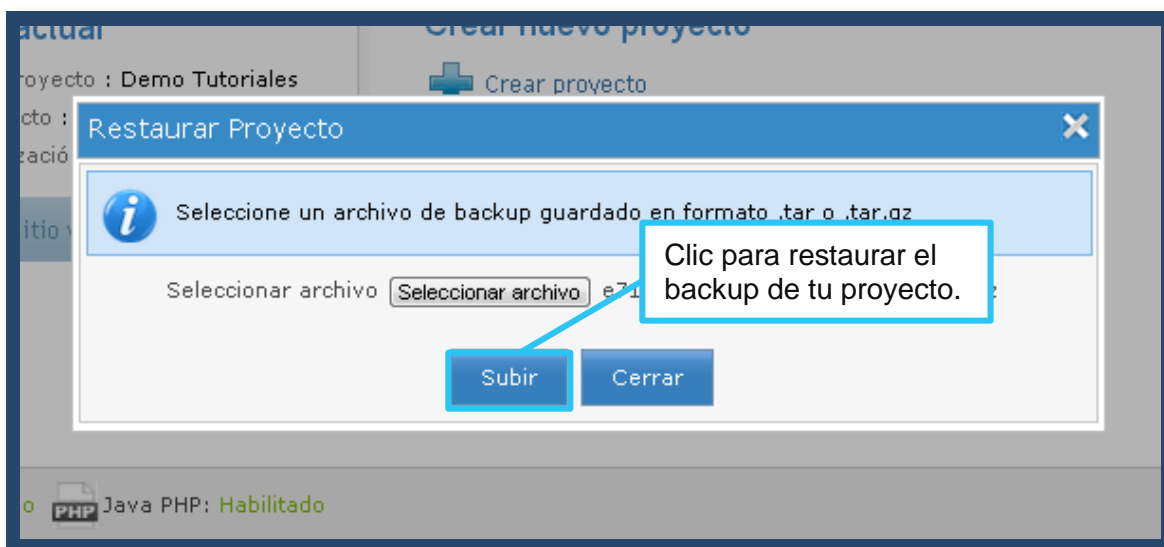 actual
Crear nuevo proyecto
royecto : Demo Tutoriales
Crear proyecto
cto :
Restaurar Proyecto
zació
Seleccione un archivo de backup guardado en formato .tar o .tar.gz
itio
Clic para restaurar el
backup de tu proyecto.
Seleccionar archivo Seleccionar archivo
Subir Cerrar
o PHP Java PHP: Habilitado